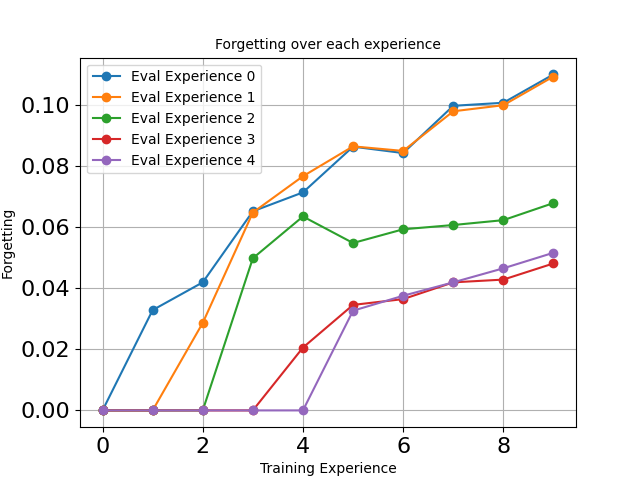 Forgetting over each experience
Eval Experience 0
Eval Experience 1
Eval Experience 2
Eval Experience 3
Eval Experience 4
Forgetting
0.10
0.08
0.06
0.04
0.02
0.00
0 2 4 6 8
Training Experience